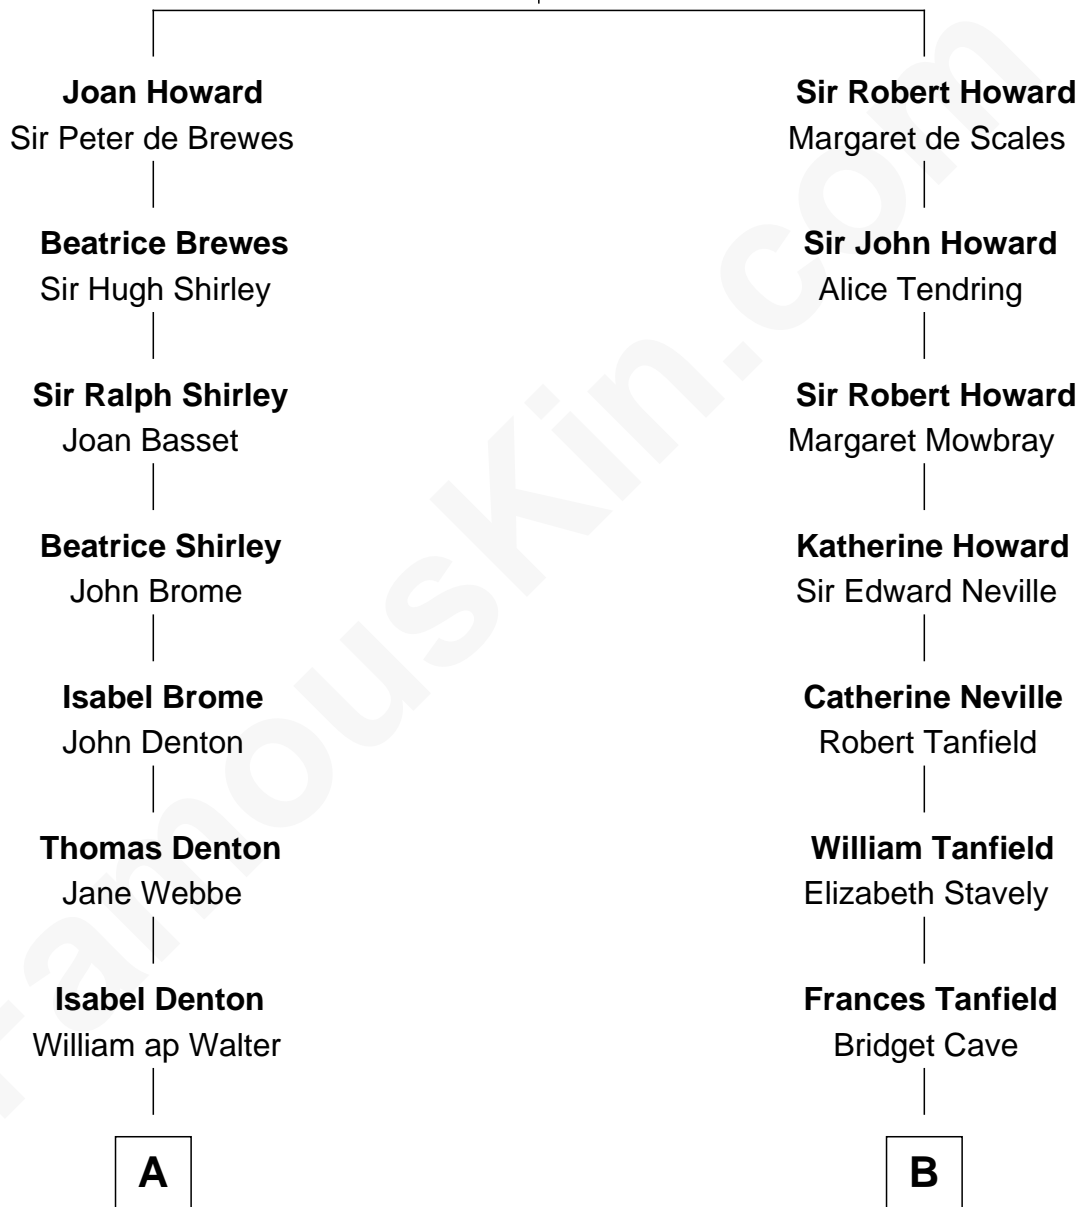 Joan Howard
Sir Peter de Brewes
Beatrice Brewes
Sir Hugh Shirley
Sir Ralph Shirley
Joan Basset
Beatrice Shirley
John Brome
Isabel Brome
John Denton
Thomas Denton
Jane Webbe
Isabel Denton
William ap Walter
A
Sir Robert Howard
Margaret de Scales
Sir John Howard
Alice Tendring
Sir Robert Howard
Margaret Mowbray
Katherine Howard
Sir Edward Neville
Catherine Neville
Robert Tanfield
William Tanfield
Elizabeth Stavely
Frances Tanfield
Bridget Cave
B
FamousKin.com